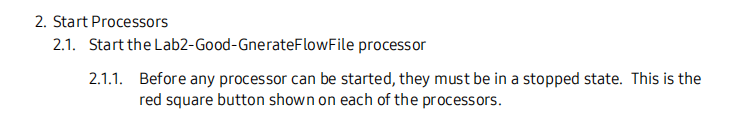 2. Start Processors
2.1. Start the Lab2-Good-GnerateFlowFile processor
2.1.1. Before any processor can be started, they must be in a stopped state.  This is the
red square button shown on each of the processors.